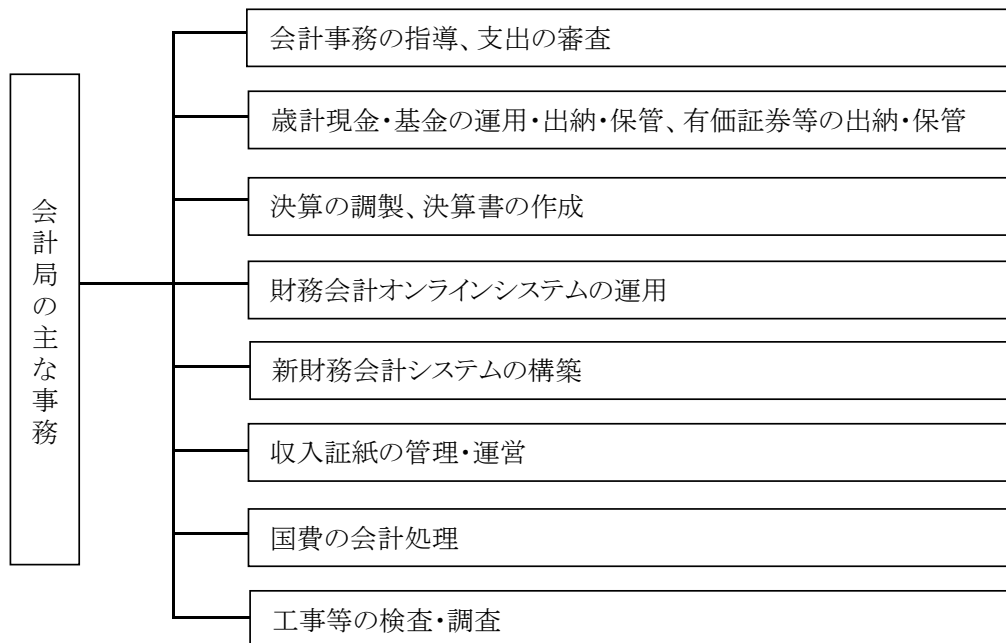 会計局の主な事務
会計事務の指導、支出の審査
歳計現金・基金の運用・出納・保管、有価証券等の出納・保管
決算の調製、決算書の作成
財務会計オンラインシステムの運用
新財務会計システムの構築
収入証紙の管理・運営
国費の会計処理
工事等の検査・調査